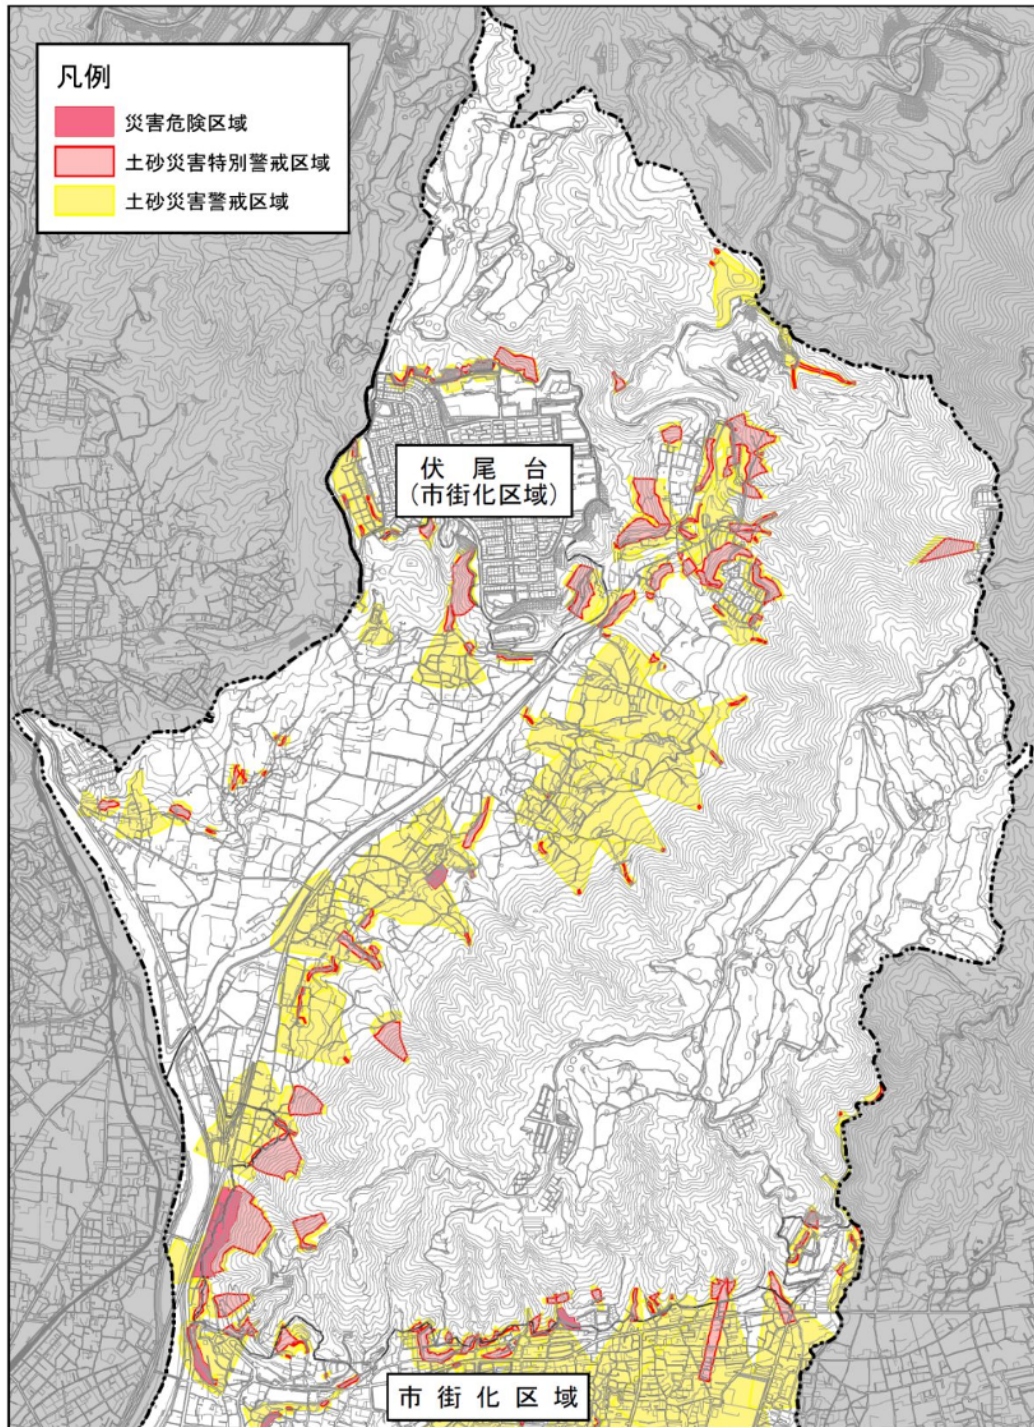 凡例
災害危険区域
土砂災害特別警戒区域
土砂災害警戒区域
伏尾台
(市街化区域)
市街化区域